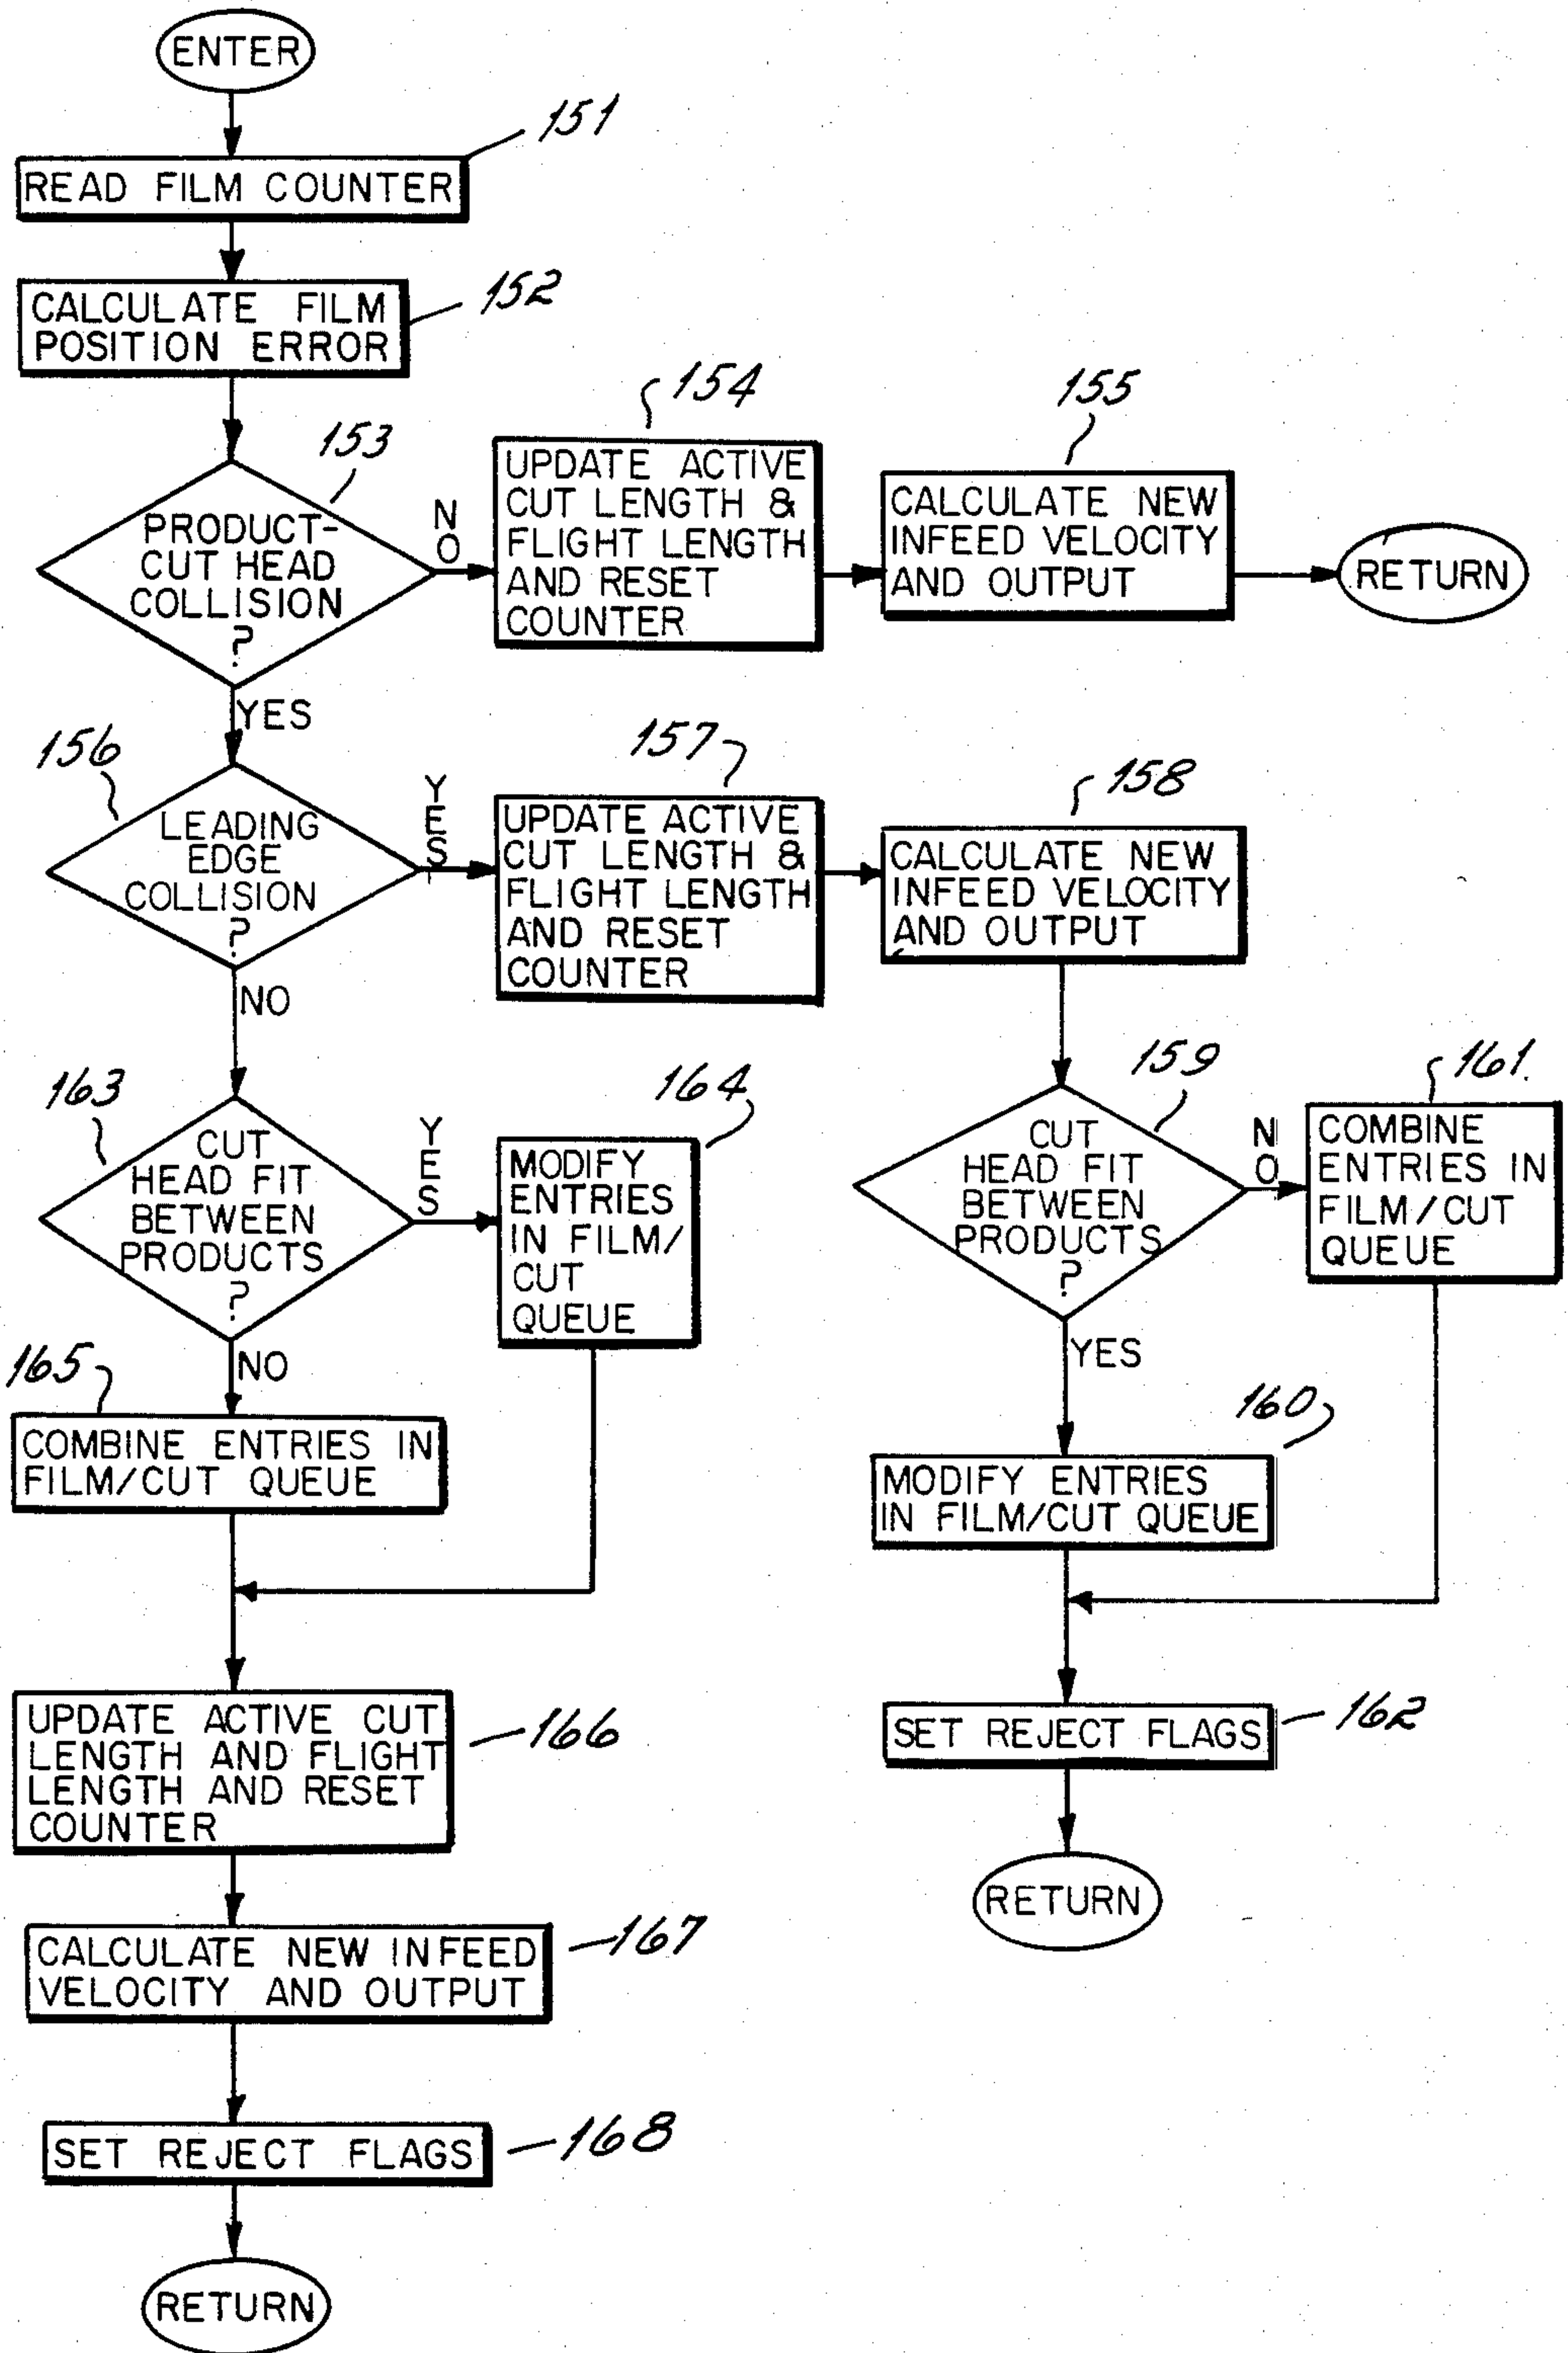 ENTER
151
READ FILM COUNTER
152
CALCULATE FILM
POSITION ERROR
153
PRODUCT-
CUT HEAD
COLLISION
?
NO
154
UPDATE ACTIVE
CUT LENGTH &
FLIGHT LENGTH
AND RESET
COUNTER
155
CALCULATE NEW
INFEED VELOCITY
AND OUTPUT
RETURN
YES
156
LEADING
EDGE
COLLISION
?
YES
157
UPDATE ACTIVE
CUT LENGTH &
FLIGHT LENGTH
AND RESET
COUNTER
158
CALCULATE NEW
INFEED VELOCITY
AND OUTPUT
NO
159
CUT
HEAD FIT
BETWEEN
PRODUCTS
?
NO
161.
COMBINE
ENTRIES IN
FILM/CUT
QUEUE
YES
160
MODIFY ENTRIES
IN FILM/CUT QUEUE
SET REJECT FLAGS
162
RETURN
163
CUT
HEAD FIT
BETWEEN
PRODUCTS
?
YES
164
MODIFY
ENTRIES
IN FILM/
CUT
QUEUE
NO
165
COMBINE ENTRIES IN
FILM/CUT QUEUE
UPDATE ACTIVE CUT
LENGTH AND FLIGHT
LENGTH AND RESET
COUNTER
166
CALCULATE NEW INFEED
VELOCITY AND OUTPUT
167
SET REJECT FLAGS
168
RETURN